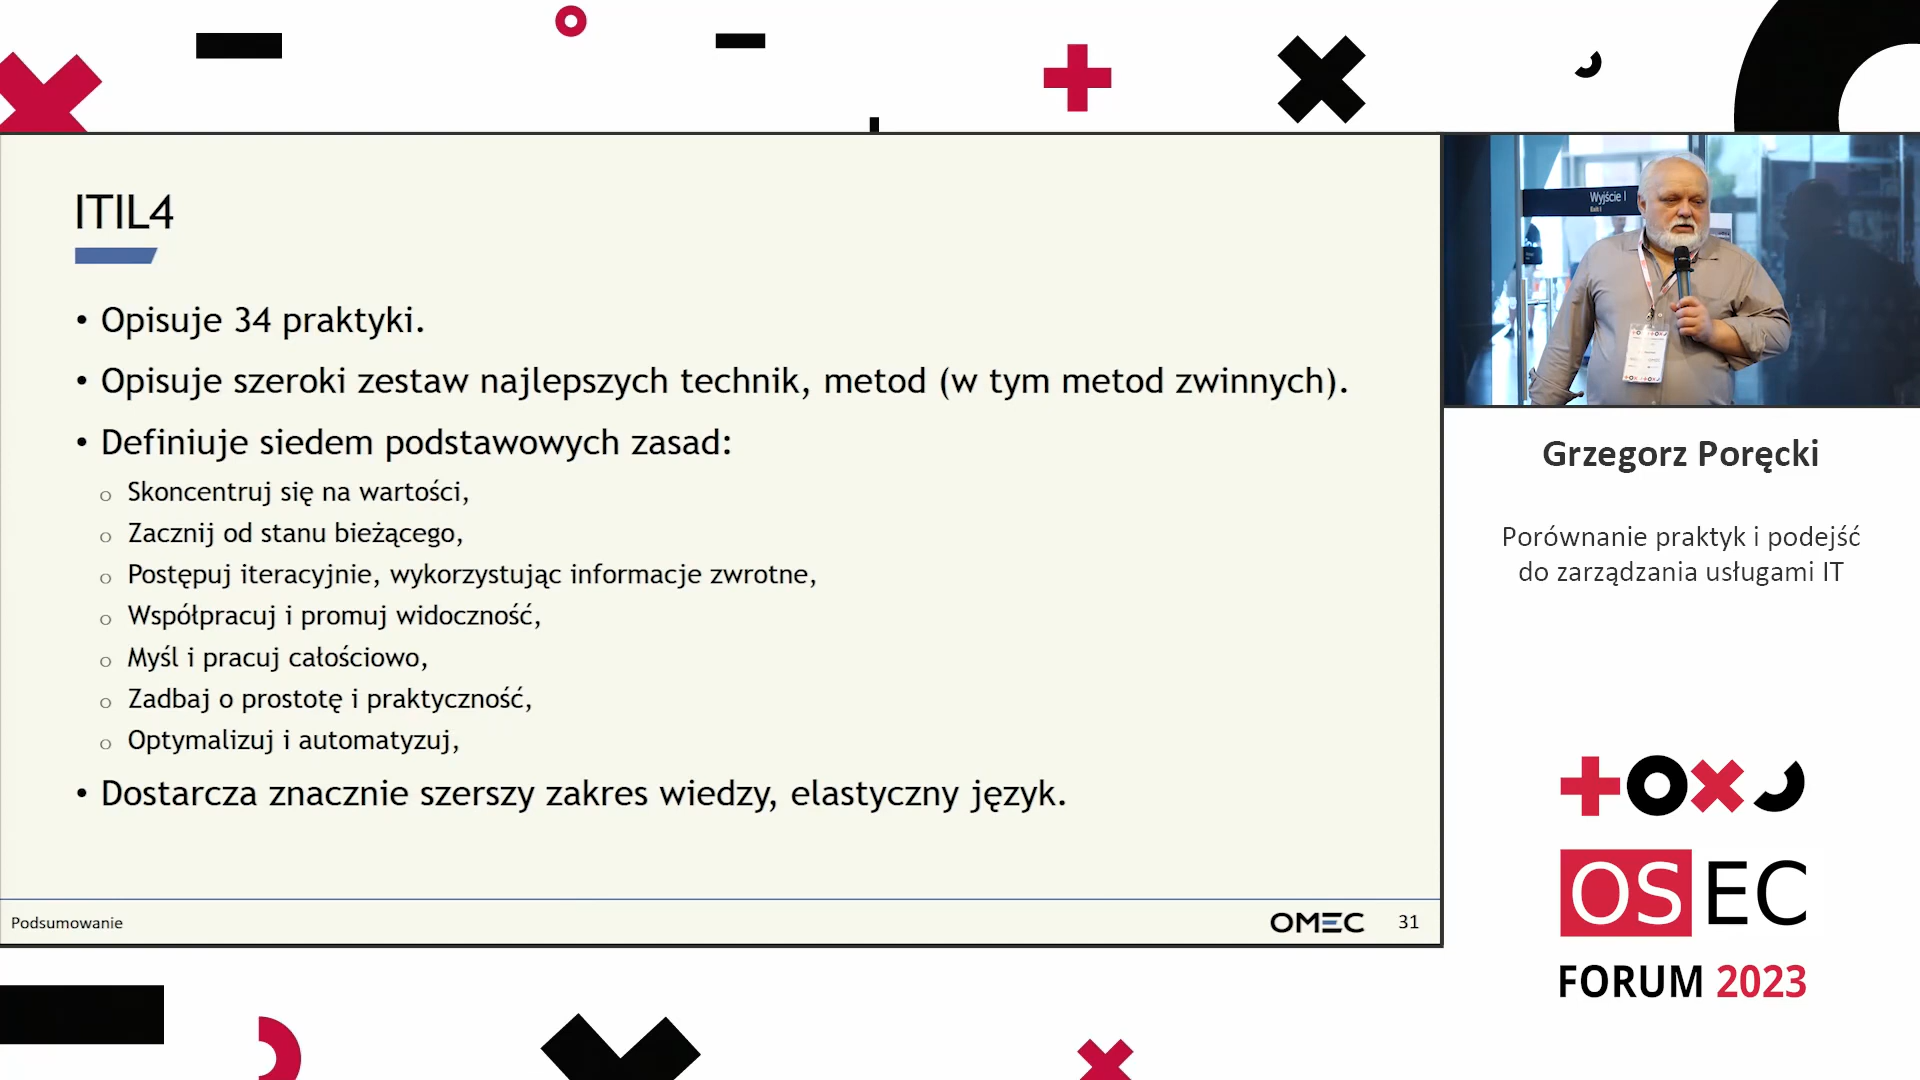 ITIL4
• Opisuje 34 praktyki.
• Opisuje szeroki zestaw najlepszych technik, metod (w tym metod zwinnych).
• Definiuje siedem podstawowych zasad:
o Skoncentruj się na wartości,
o Zacznij od stanu bieżącego,
o Postępuj iteracyjnie, wykorzystując informacje zwrotne,
o Współpracuj i promuj widoczność,
o Myśl i pracuj całościowo,
o Zadbaj o prostotę i praktyczność,
o Optymalizuj i automatyzuj,
• Dostarcza znacznie szerszy zakres wiedzy, elastyczny język.
Podsumowanie
OMEC
31
Wyjście I
Grzegorz Poręcki
Porównanie praktyk i podejść
do zarządzania usługami IT
OSEC
FORUM 2023